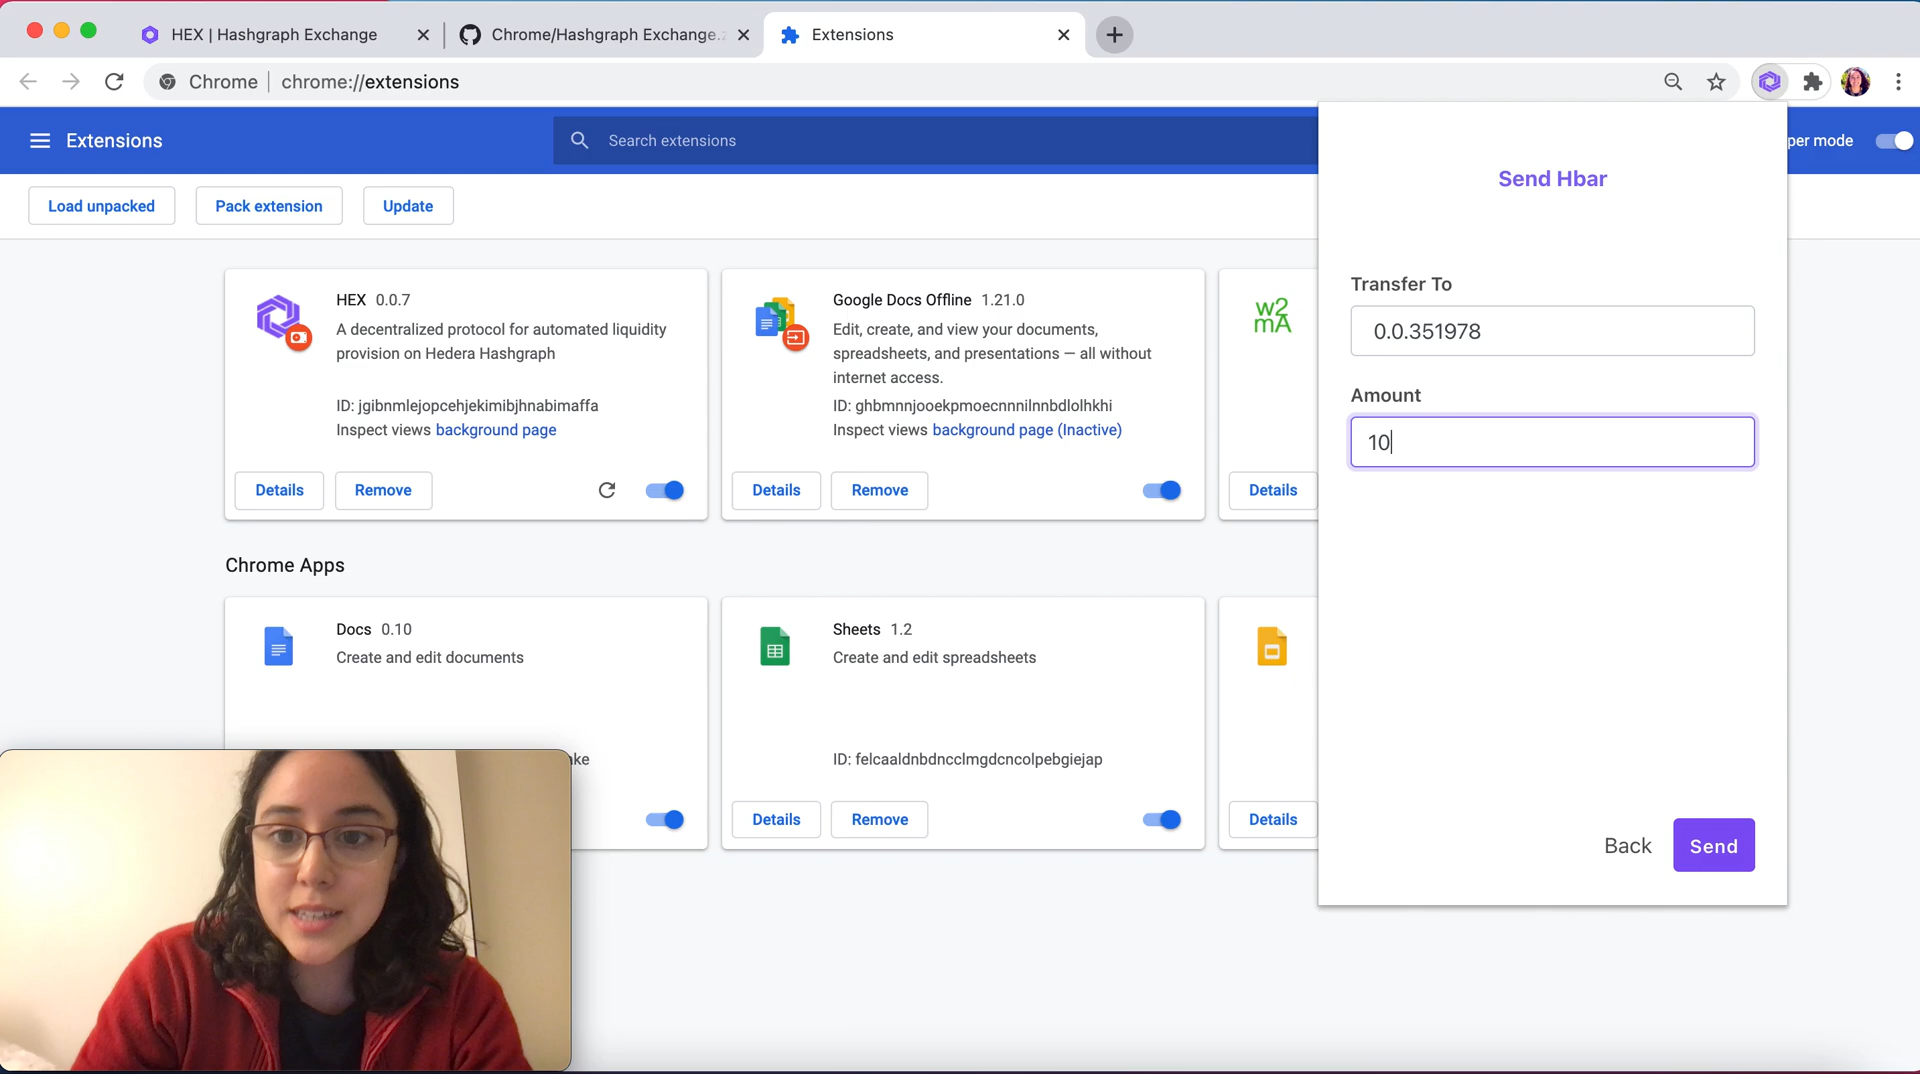 HEX | Hashgraph Exchange
Chrome/Hashgraph Exchange.z
Extensions
Chrome
chrome://extensions
Extensions
Search extensions
per mode
Load unpacked
Pack extension
Update
HEX 0.0.7
A decentralized protocol for automated liquidity
provision on Hedera Hashgraph
ID: jgibnmlejopcehjekimibjhnabimaffa
Inspect views background page
Details
Remove
Google Docs Offline 1.21.0
Edit, create, and view your documents,
spreadsheets, and presentations — all without
internet access.
ID: ghbmnnjooekpmoecnnnilnnbdlolhkhi
Inspect views background page (Inactive)
Details
Remove
w2
mA
Details
Chrome Apps
Docs 0.10
Create and edit documents
ke
Sheets 1.2
Create and edit spreadsheets
ID: felcaaldnbdncclmgdcncolpebgiejap
Details
Remove
Details
Send Hbar
Transfer To
0.0.351978
Amount
10
Back
Send